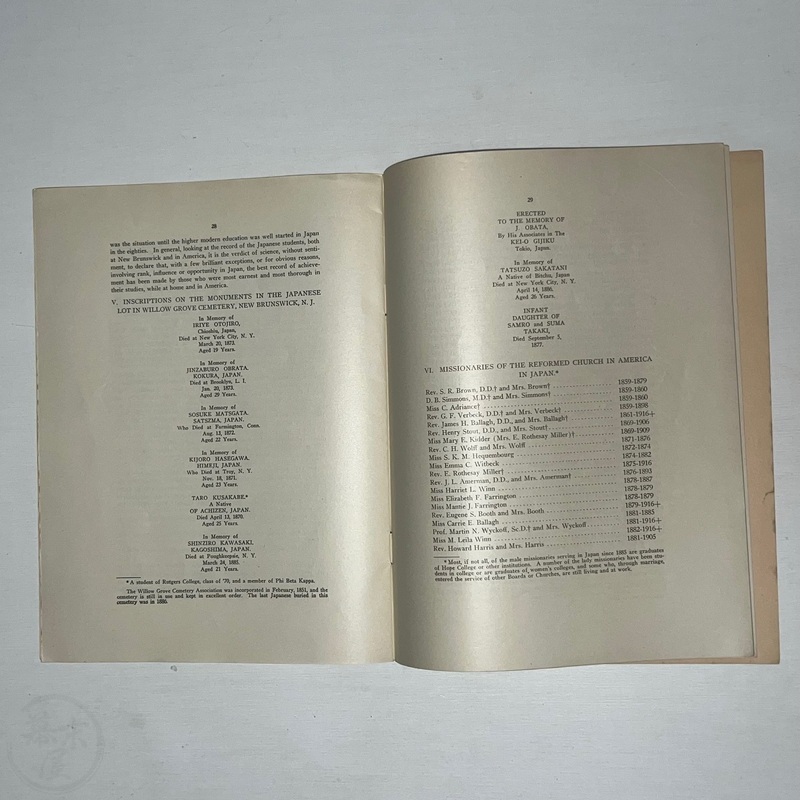 28
was the situation until the higher modern education was well started in Japan
in the eighties. In general, looking at the record of the Japanese students, both
at New Brunswick and in America, it is the verdict of science, without senti-
ment, to declare that, with a few brilliant exceptions, or for obvious reasons,
involving rank, influence or opportunity in Japan, the best record of achieve-
ment has been made by those who were most earnest and most thorough in
their studies, while at home and in America.
V. INSCRIPTIONS ON THE MONUMENTS IN THE JAPANESE
LOT IN WILLOW GROVE CEMETERY, NEW BRUNSWICK, N. J.
In Memory of
IRIYE OTOJIRO,
Japan,
Died at New York City, N. Y.
March 20, 1873.
Aged 19 Years.
In Memory of
JINZABURO OBRATA,
KOKURA, JAPAN.
Died at Brooklyn, L. I.
Jan. 20, 1873.
Aged 29 Years.
In Memory of
SOSUKE MATSGATA,
SATSZMA, JAPAN.
Who Died at Farmington, Conn.
Aug. 13, 1872.
Aged 22 Years.
In Memory of
KIJORO HASEGAWA,
HIMEJI, JAPAN.
Who Died at Troy, N. Y.
Nov. 18, 1871.
Aged 23 Years.
TARO KUSAKABE,*
A Native
OF ACHIZEN, JAPAN.
Died April 13, 1870.
Aged 25 Years.
In Memory of
SHINZIRO KAWASAKI,
KAGOSHIMA, JAPAN.
Died at Poughkeepsie, N. Y.
March 24, 1885.
Aged 21 Years.
* A student of Rutgers College, class of '70, and a member of Phi Beta Kappa.
The Willow Grove Cemetery Association was incorporated in February, 1851, and the
cemetery is still in use and kept in excellent order. The last Japanese buried in this
cemetery was in 1886.
29
ERECTED
TO THE MEMORY OF
J. OBATA,
By His Associates in The
KEI-O GIJIKU
Tokio, Japan.
In Memory of
TATSUZO SAKATANI
A Native of Bitshu, Japan
Died at New York City, N. Y.
April 14, 1886.
Aged 26 Years.
INFANT
DAUGHTER OF
SAMRO and SUMA
TAKAKI,
Died September 5,
1877.
VI. MISSIONARIES OF THE REFORMED CHURCH IN AMERICA
IN JAPAN.*
Rev. S. R. Brown, D.D.† and Mrs. Brown† 1859-1879
D. B. Simmons, M.D.† and Mrs. Simmons† 1859-1860
Miss C. Adriance† 1859-1860
Rev. G. F. Verbeck, D.D.† and Mrs. Verbeck† 1859-1898
Rev. James H. Ballagh, D.D., and Mrs. Ballagh† 1861-1916+
Rev. Henry Stout, D.D., and Mrs. Stout† 1869-1906
Miss Mary E. Kidder (Mrs. E. Rothesay Miller)† 1869-1909
Rev. C. H. Wolff and Mrs. Wolff 1871-1876
Miss S. K. M. Hequembourg 1872-1874
Miss Emma C. Witbeck 1874-1882
Rev. E. Rothesay Miller† 1875-1916
Rev. J. L. Amerman, D.D., and Mrs. Amerman† 1876-1893
Miss Harriet L. Winn 1878-1887
Miss Elizabeth F. Farrington 1878-1879
Miss Mamie J. Farrington 1878-1879
Rev. Eugene S. Booth and Mrs. Booth 1879-1916+
Miss Carrie E. Ballagh 1881-1885
Prof. Martin N. Wyckoff, Sc.D.† and Mrs. Wyckoff 1881-1916+
Miss M. Leila Winn 1882-1916+
Rev. Howard Harris and Mrs. Harris 1881-1905
* Most, if not all, of the male missionaries serving in Japan since 1885 are graduates
of Hope College or other institutions. A number of the lady missionaries have been stu-
dents in college or are graduates of women's colleges, and some who, through marriage,
entered the service of other Boards or Churches, are still living and at work.